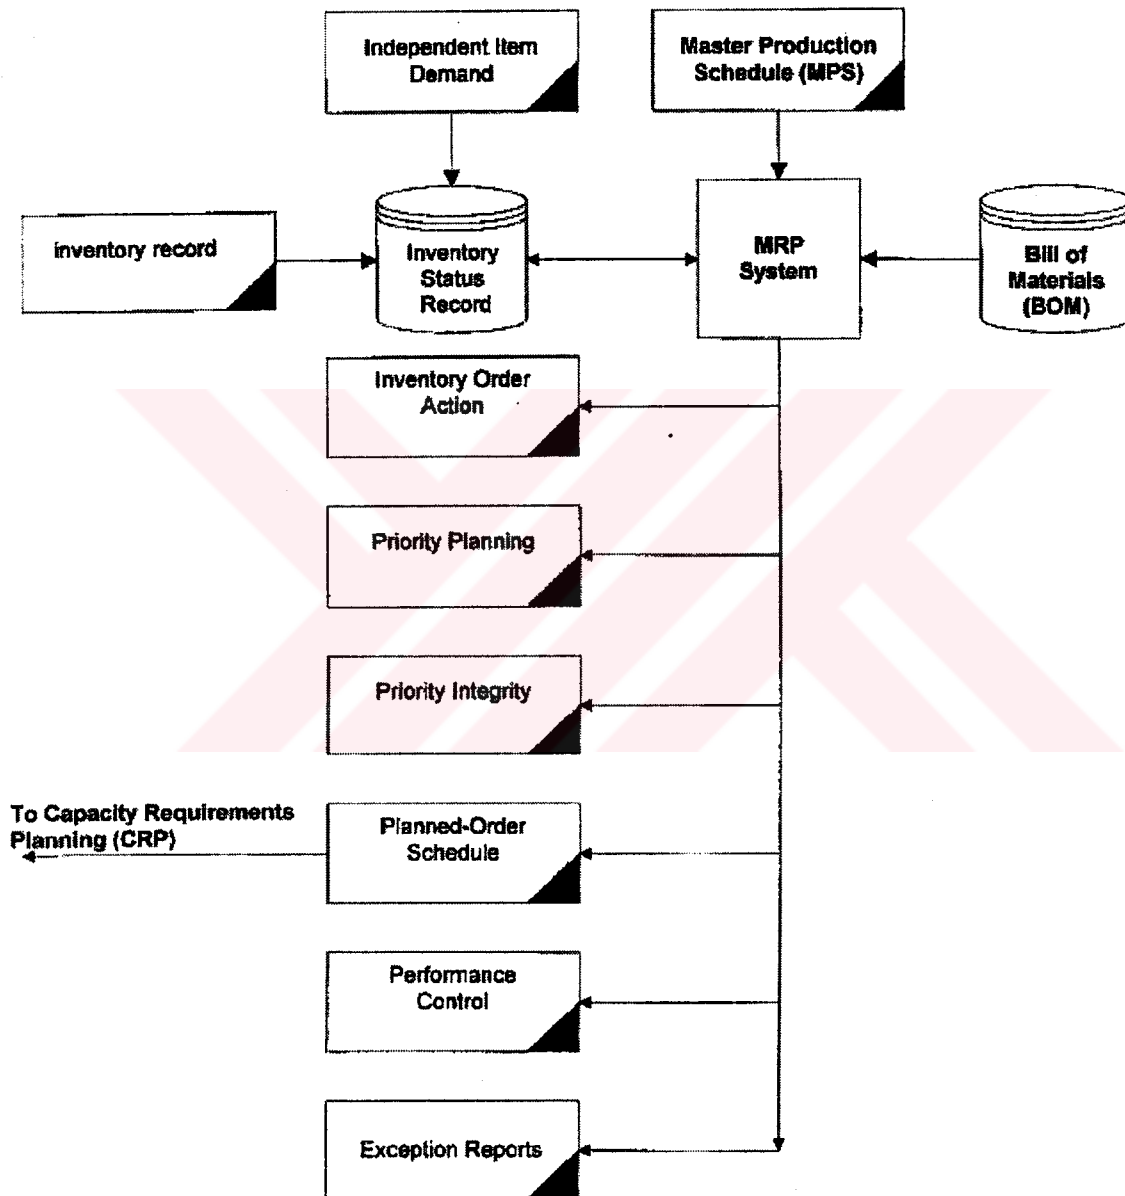 Independent Item
Demand
Master Production
Schedule (MPS)
inventory record
Inventory
Status
Record
MRP
System
Bill of
Materials
(BOM)
Inventory Order
Action
Priority Planning
Priority Integrity
To Capacity Requirements
Planning (CRP)
Planned-Order
Schedule
Performance
Control
Exception Reports